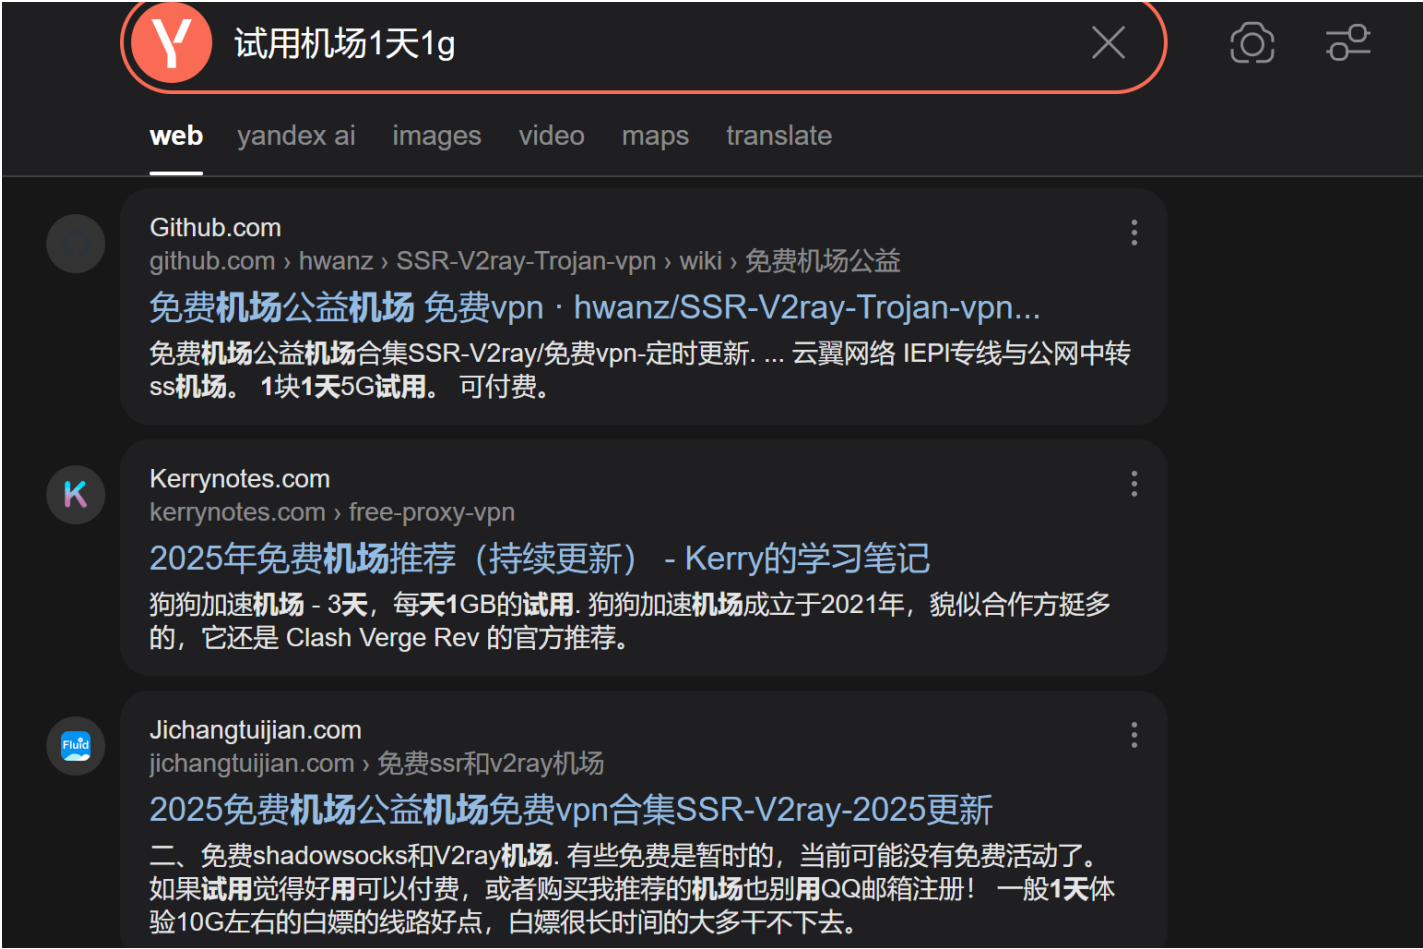 试用机场1天1g
web yandex ai images video maps translate
Github.com
github.com › hwanz › SSR-V2ray-Trojan-vpn › wiki › 免费机场公益
免费机场公益机场 免费vpn · hwanz/SSR-V2ray-Trojan-vpn...
免费机场公益机场合集SSR-V2ray/免费vpn-定时更新. ... 云翼网络 IEPl专线与公网中转
ss机场。 1块1天5G试用。 可付费。
Kerrynotes.com
kerrynotes.com › free-proxy-vpn
2025年免费机场推荐（持续更新） - Kerry的学习笔记
狗狗加速机场 - 3天，每天1GB的试用. 狗狗加速机场成立于2021年，貌似合作方挺多
的，它还是 Clash Verge Rev 的官方推荐。
Fluid
Jichangtuijian.com
jichangtuijian.com › 免费ssr和v2ray机场
2025免费机场公益机场免费vpn合集SSR-V2ray-2025更新
二、免费shadowsocks和V2ray机场. 有些免费是暂时的，当前可能没有免费活动了。
如果试用觉得好用可以付费，或者购买我推荐的机场也别用QQ邮箱注册！ 一般1天体
验10G左右的白嫖的线路好点，白嫖很长时间的大多干不下去。